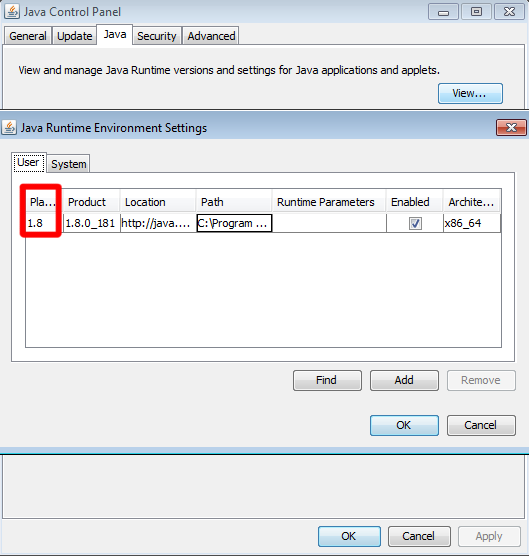 Java Control Panel
General Update Java Security Advanced
View and manage Java Runtime versions and settings for Java applications and applets.
View...
Java Runtime Environment Settings
User System
Pla... Product Location Path Runtime Parameters Enabled Archite...
1.8 1.8.0_181 http://java.... C:\Program ... x86_64
Find Add Remove
OK Cancel
OK Cancel Apply